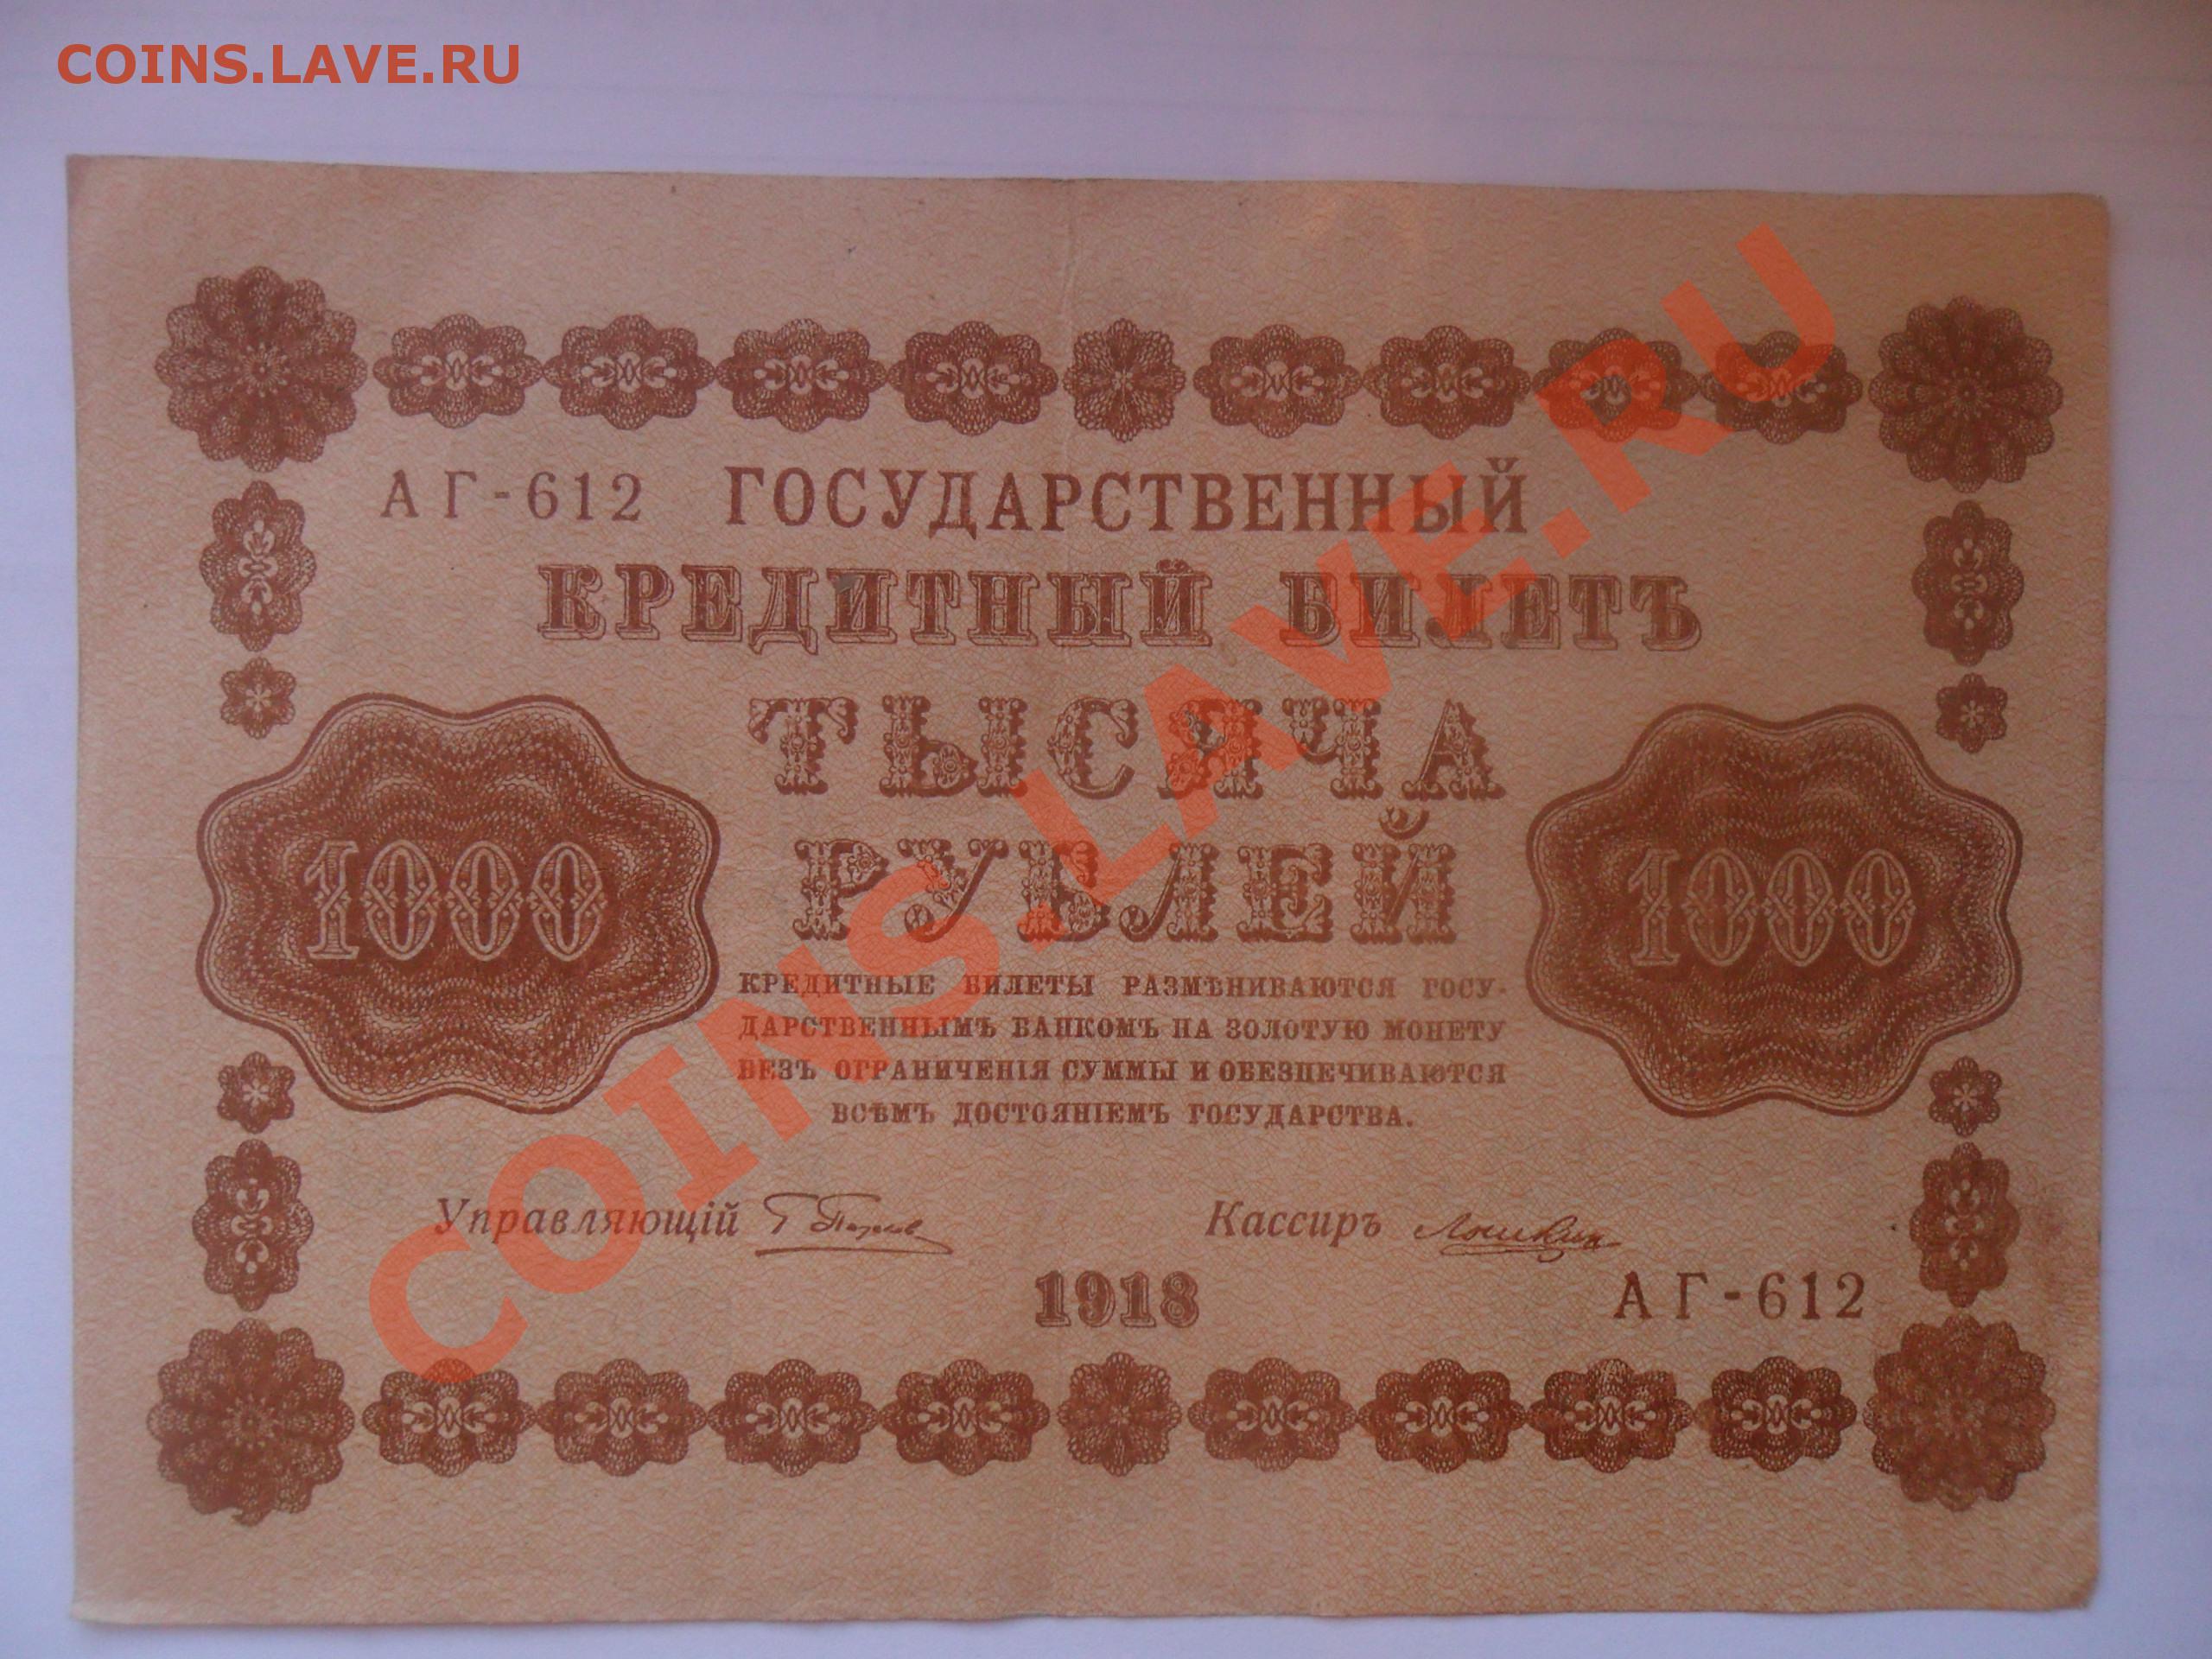 COINS.LAVE.RU
АГ-612 ГОСУДАРСТВЕННЫЙ
КРЕДИТНЫЙ БИЛЕТЪ
ТЫСЯЧА
РУБЛЕЙ
1000
1000
КРЕДИТНЫЕ БИЛЕТЫ РАЗМѢНИВАЮТСЯ ГОСУ-
ДАРСТВЕННЫМЪ БАНКОМЪ НА ЗОЛОТУЮ МОНЕТУ
БЕЗЪ ОГРАНИЧЕНІЯ СУММЫ И ОБЕЗПЕЧИВАЮТСЯ
ВСѢМЪ ДОСТОЯНІЕМЪ ГОСУДАРСТВА.
Управляющій
Кассиръ
1918
АГ-612
COINS.LAVE.RU